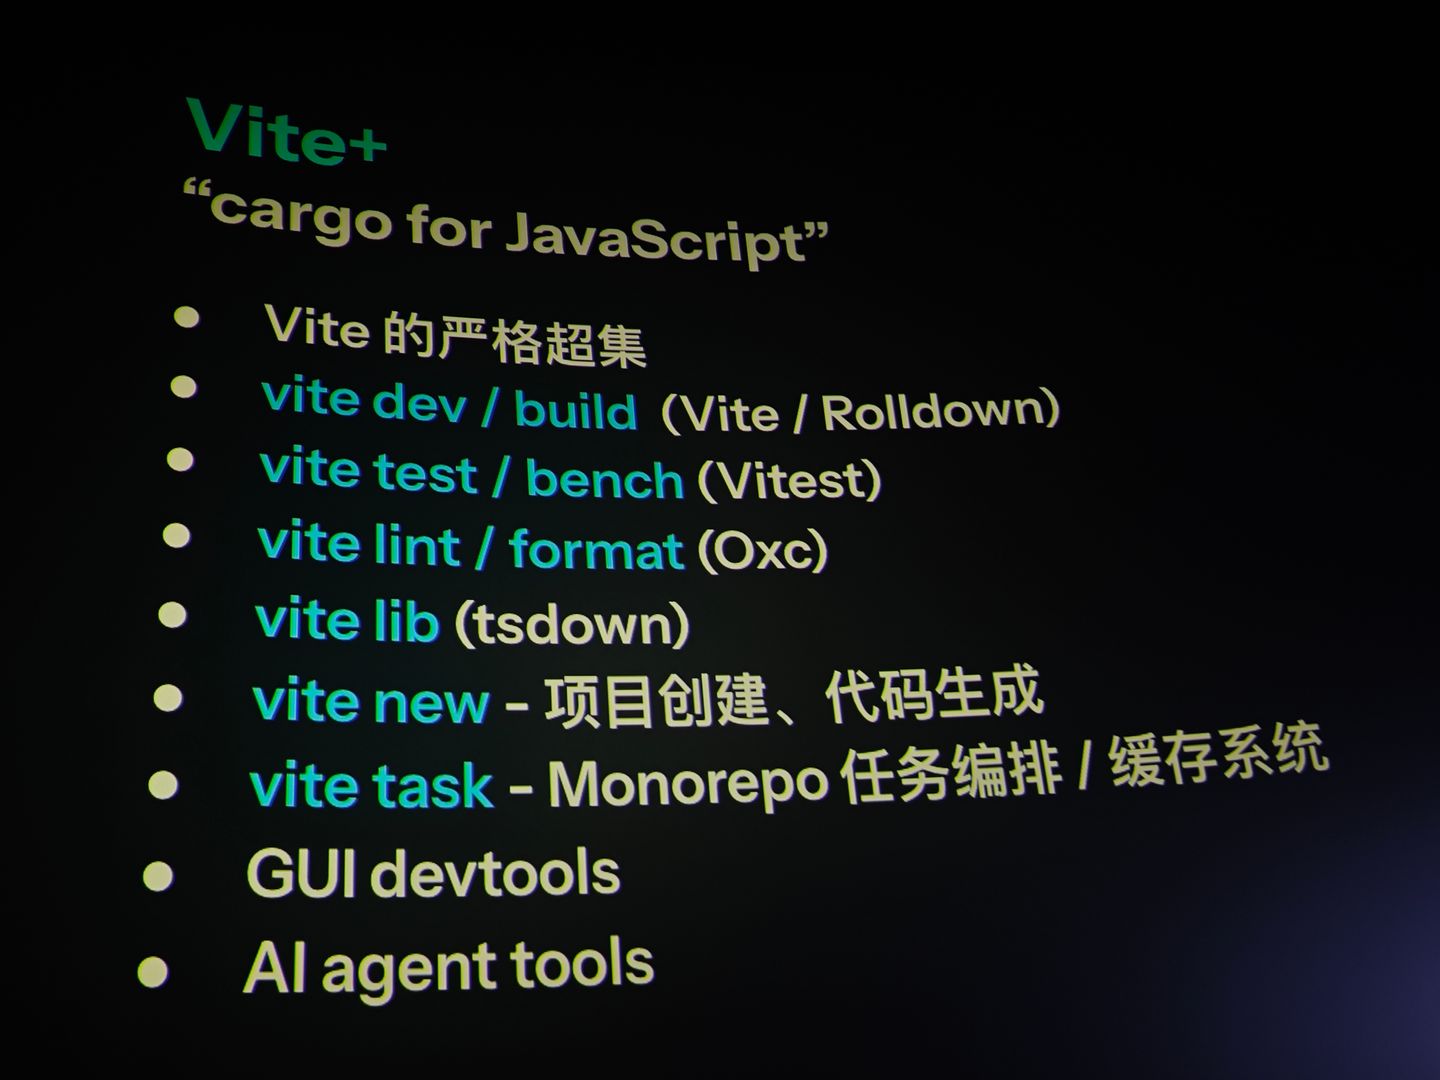 Vite+
“cargo for JavaScript”
• Vite 的严格超集
• vite dev / build (Vite / Rolldown)
• vite test / bench (Vitest)
• vite lint / format (Oxc)
• vite lib (tsdown)
• vite new - 项目创建、代码生成
• vite task - Monorepo 任务编排 / 缓存系统
• GUI devtools
• AI agent tools